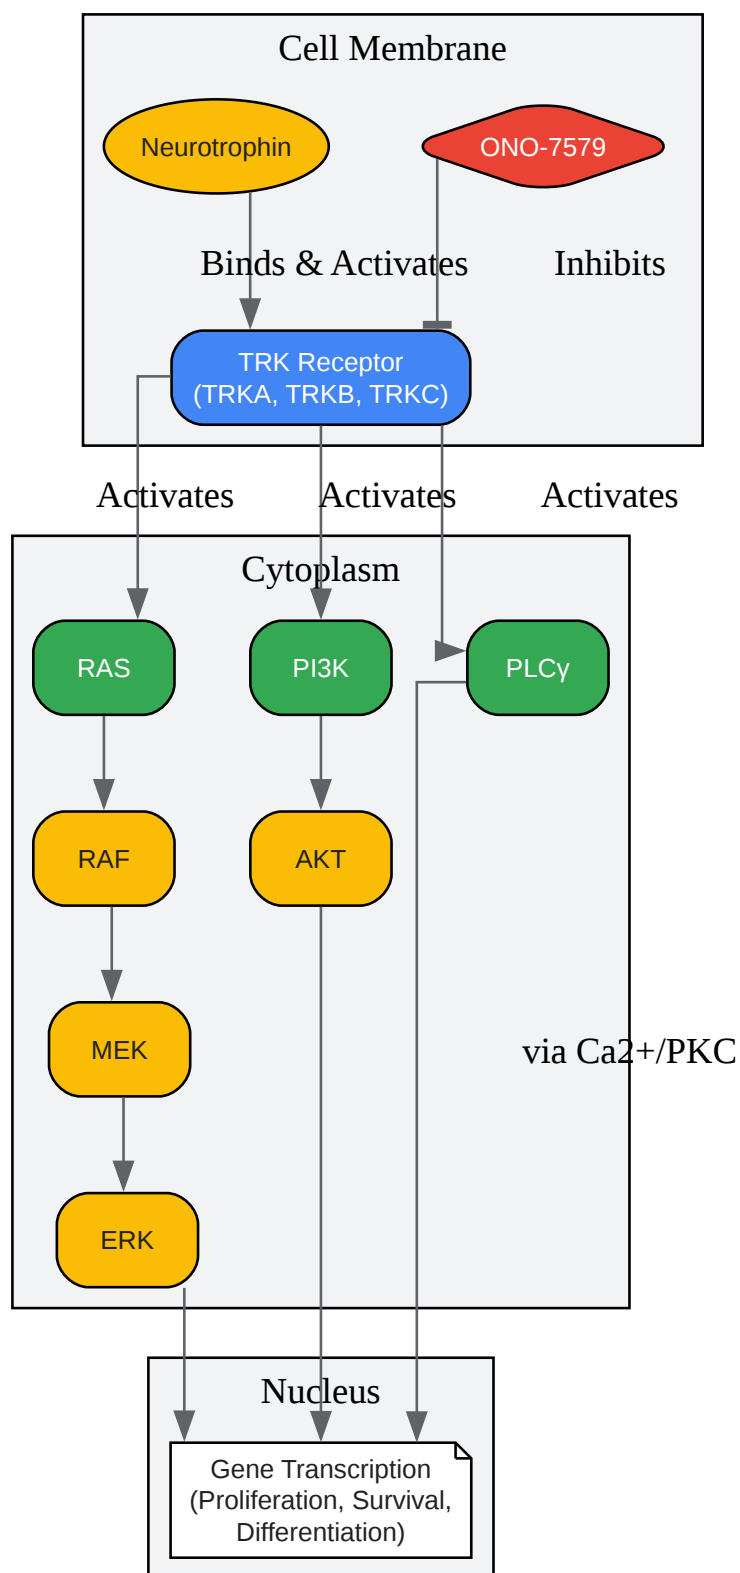 Cell Membrane
Neurotrophin
ONO-7579
Binds & Activates
Inhibits
TRK Receptor
(TRKA, TRKB, TRKC)
Activates
Activates
Activates
Cytoplasm
RAS
PI3K
PLCγ
RAF
AKT
MEK
via Ca2+/PKC
ERK
Nucleus
Gene Transcription
(Proliferation, Survival,
Differentiation)